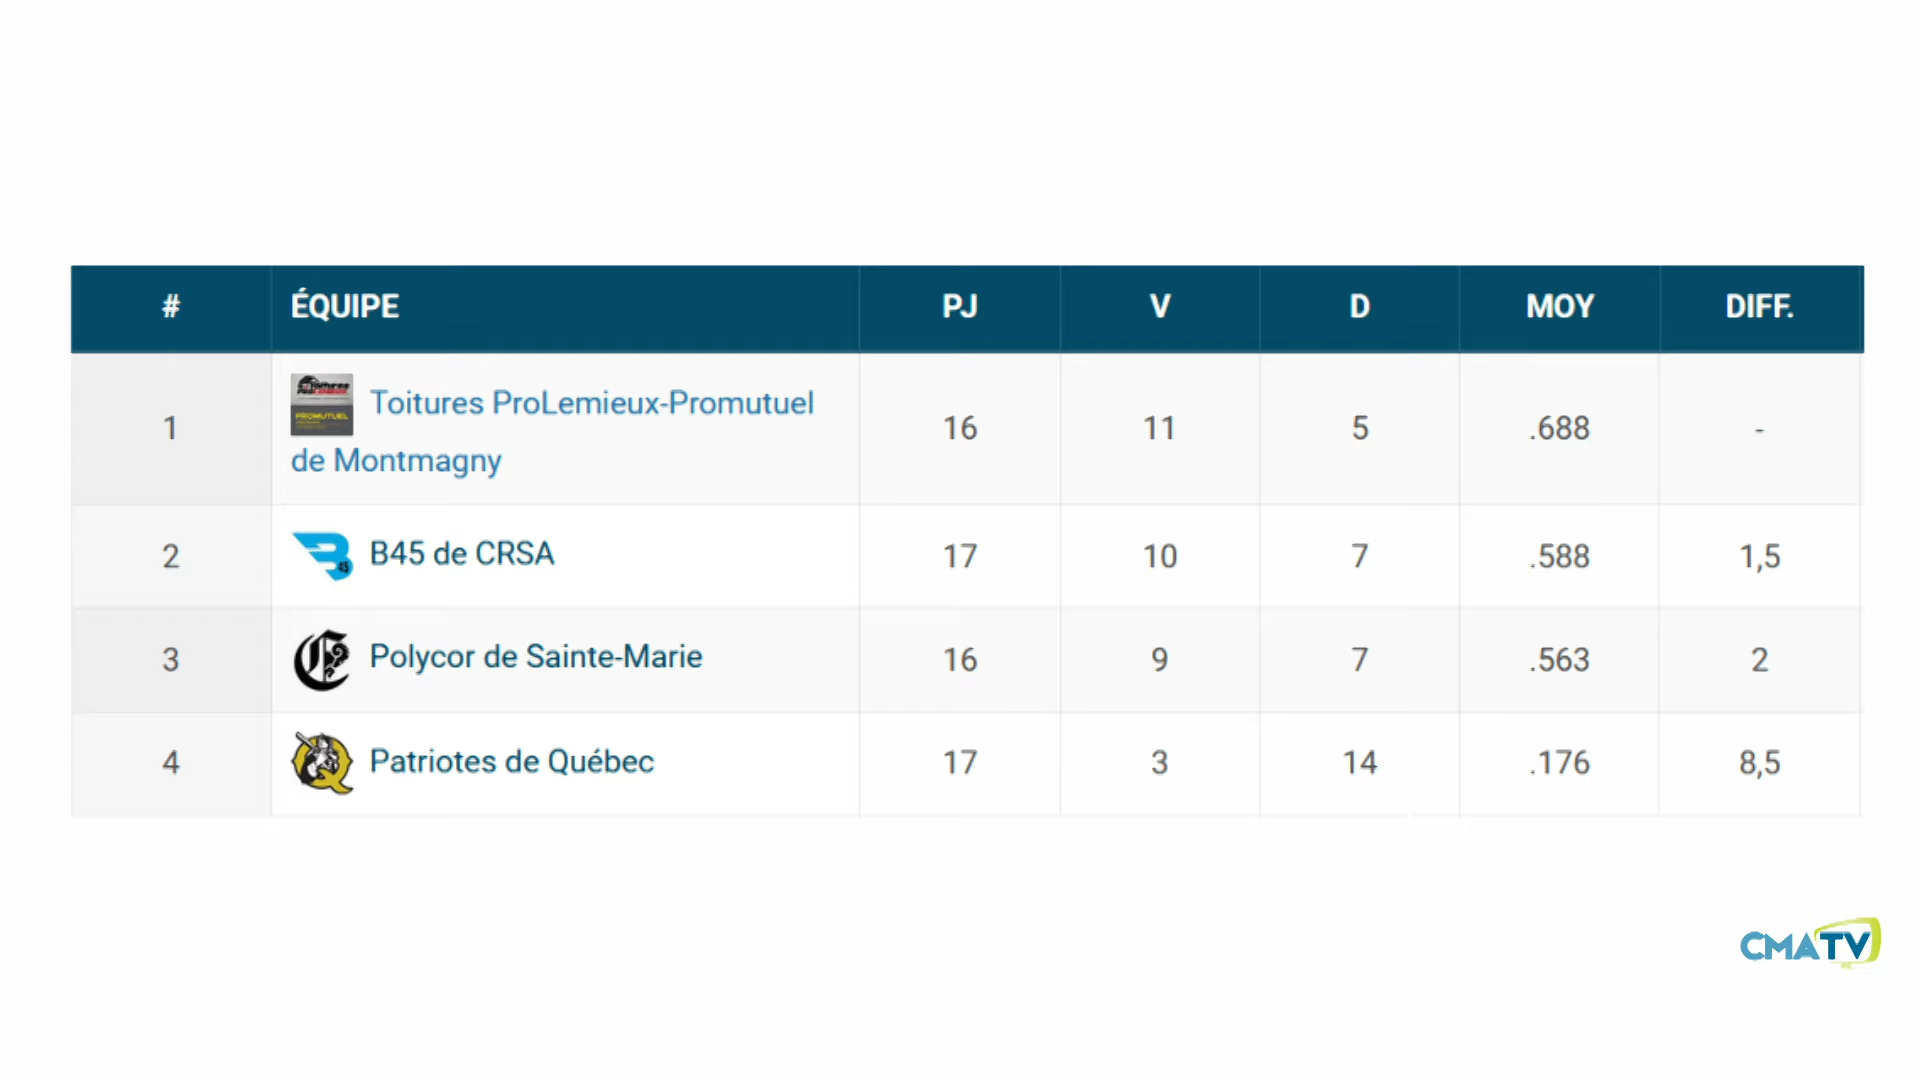 # ÉQUIPE PJ V D MOY DIFF.
1 Toitures ProLemieux-Promutuel de Montmagny 16 11 5 .688 -
PROMUTUEL
2 B45 de CRSA 17 10 7 .588 1,5
45
3 Polycor de Sainte-Marie 16 9 7 .563 2
4 Patriotes de Québec 17 3 14 .176 8,5
CMATV